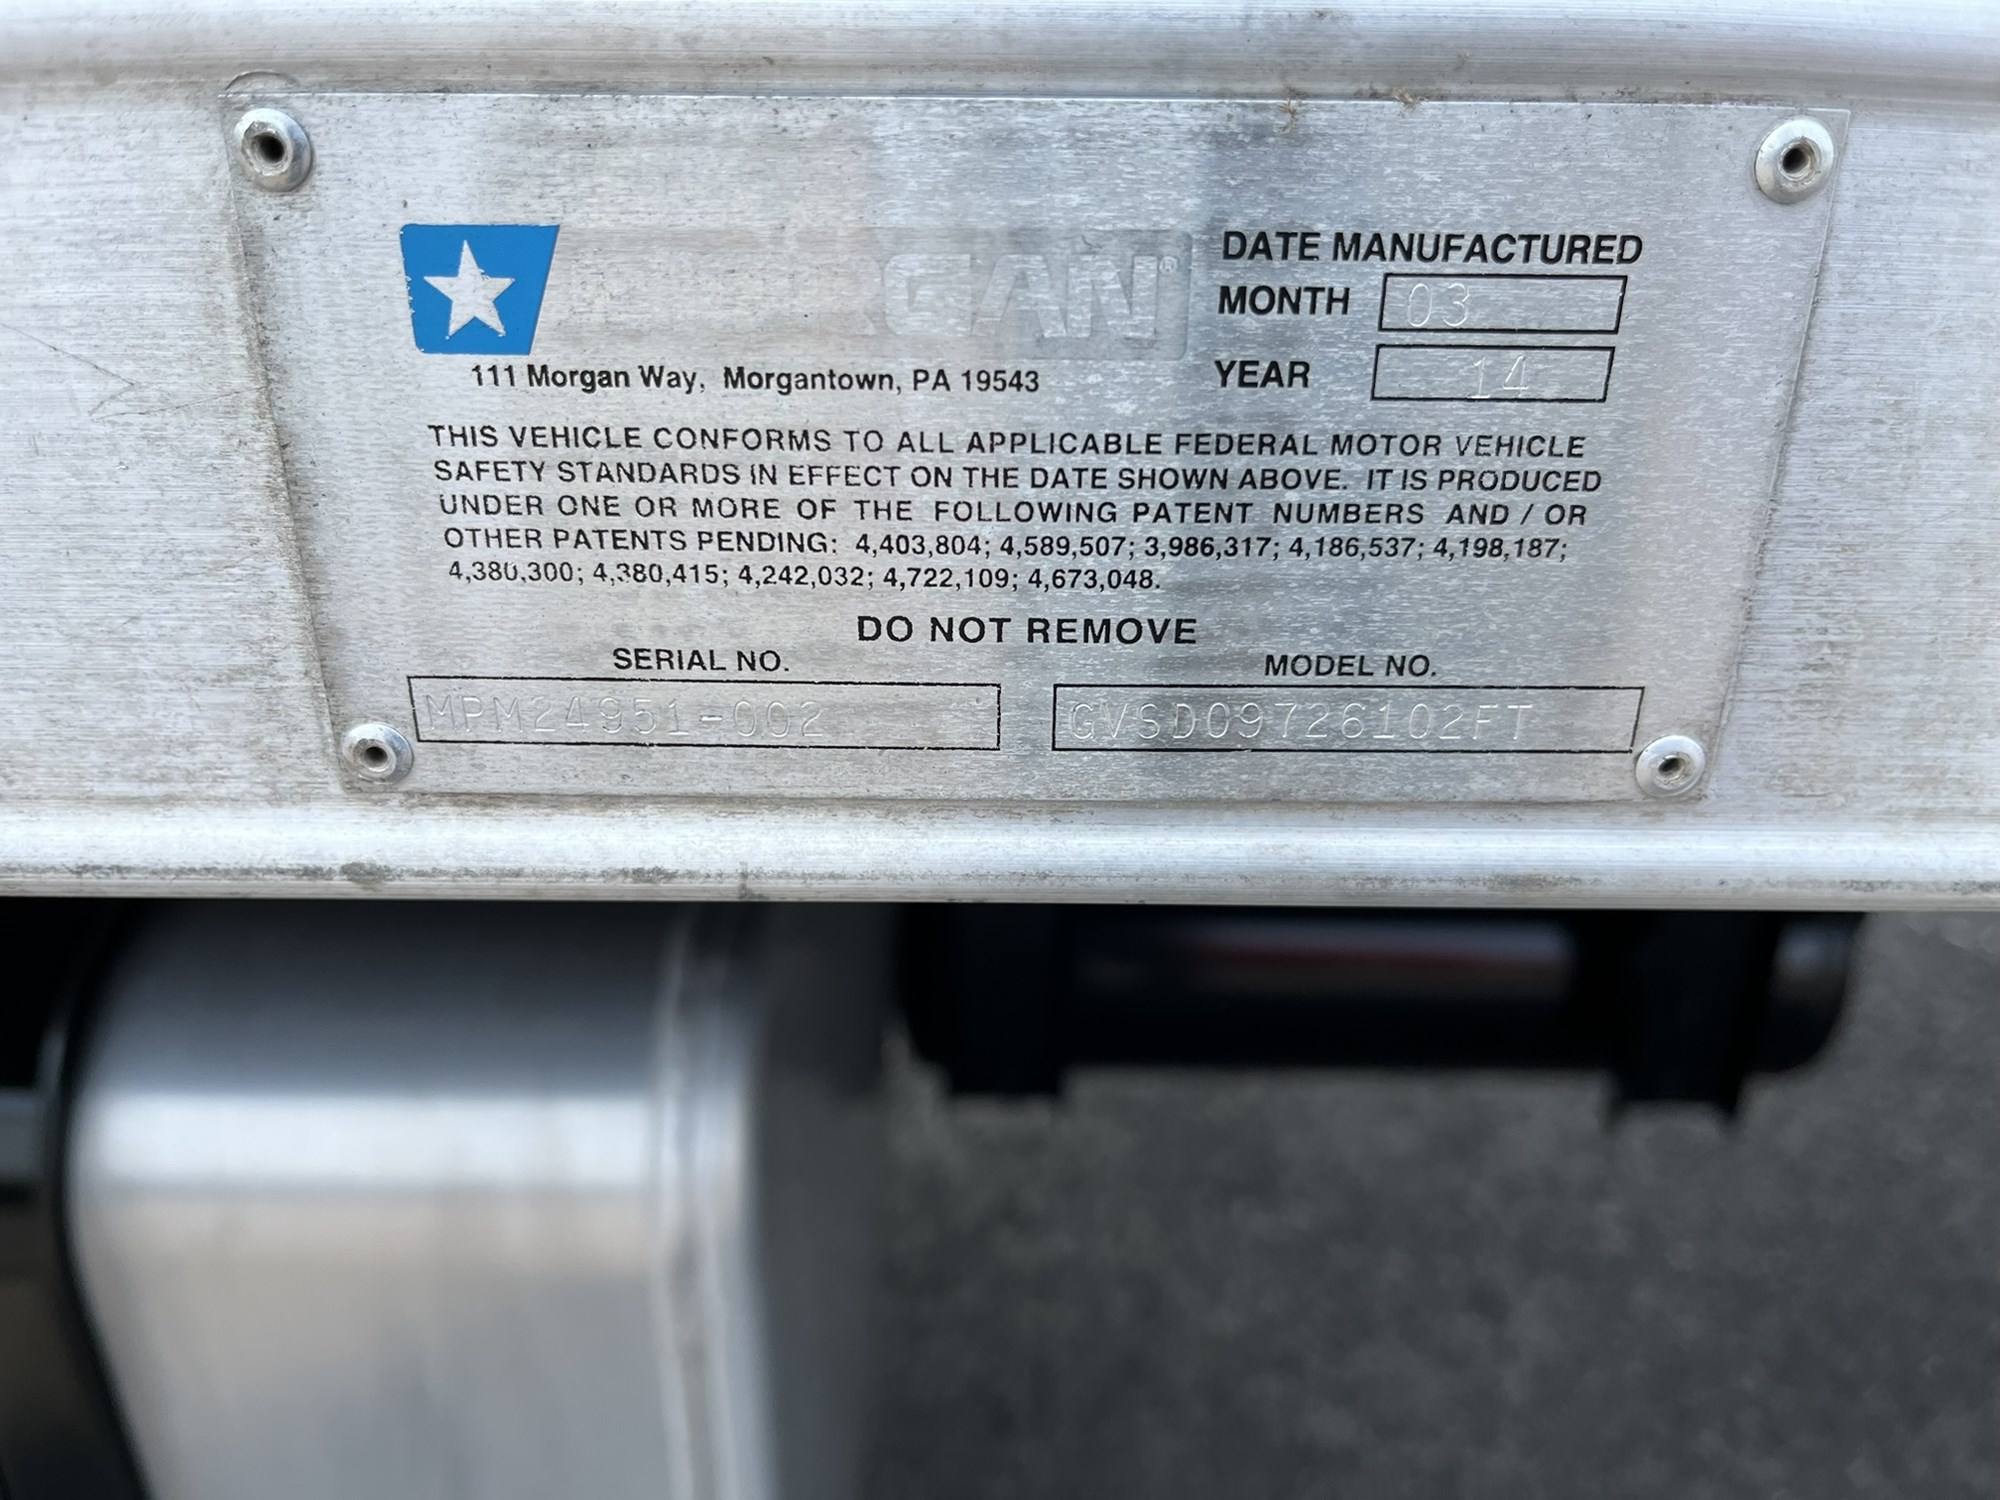 GAN®
111 Morgan Way, Morgantown, PA 19543
DATE MANUFACTURED
MONTH 03
YEAR 14
THIS VEHICLE CONFORMS TO ALL APPLICABLE FEDERAL MOTOR VEHICLE
SAFETY STANDARDS IN EFFECT ON THE DATE SHOWN ABOVE. IT IS PRODUCED
UNDER ONE OR MORE OF THE FOLLOWING PATENT NUMBERS AND / OR
OTHER PATENTS PENDING: 4,403,804; 4,589,507; 3,986,317; 4,186,537; 4,198,187;
4,380,300; 4,380,415; 4,242,032; 4,722,109; 4,673,048.
DO NOT REMOVE
SERIAL NO.
MPM24951-002
MODEL NO.
GVSD09726102FT